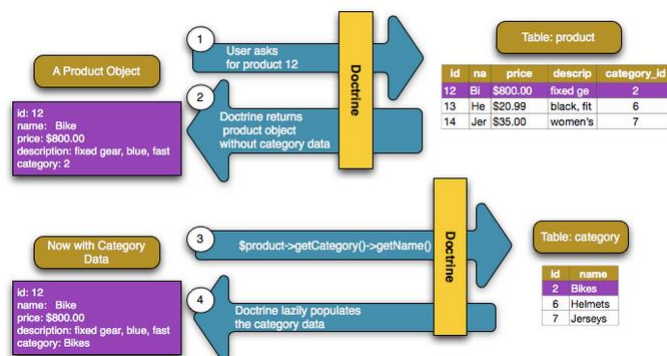 1
User asks
for product 12
Doctrine
Table: product
A Product Object
id na price descrip category_id
12 Bi $800.00 fixed ge 2
13 He $20.99 black, fit 6
14 Jer $35.00 women's 7
2
Doctrine returns
product object
without category data
id: 12
name: Bike
price: $800.00
description: fixed gear, blue, fast
category: 2
3
$product->getCategory()->getName()
Doctrine
Table: category
Now with Category
Data
id name
2 Bikes
6 Helmets
7 Jerseys
4
Doctrine lazily populates
the category data
id: 12
name: Bike
price: $800.00
description: fixed gear, blue, fast
category: Bikes